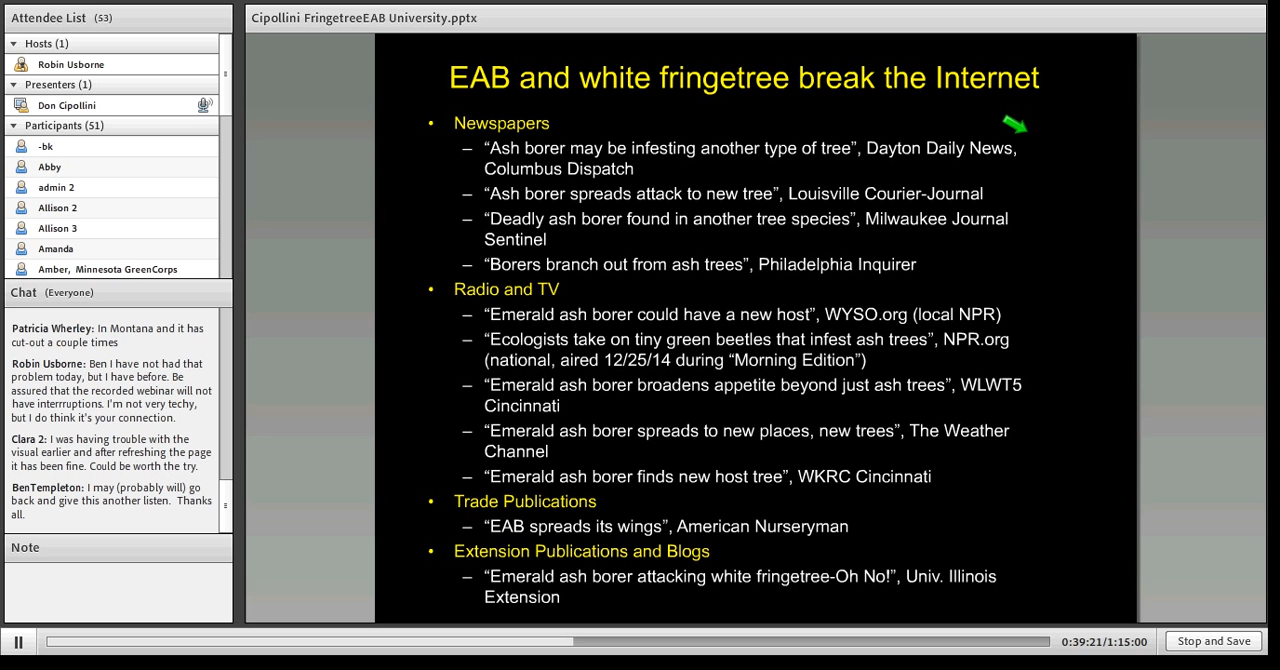 Attendee List (53)
Hosts (1)
Robin Usborne
Presenters (1)
Don Cipollini
Participants (51)
-bk
Abby
admin 2
Allison 2
Allison 3
Amanda
Amber, Minnesota GreenCorps
Chat (Everyone)
Patricia Wherley: In Montana and it has
cut-out a couple times
Robin Usborne: Ben I have not had that
problem today, but I have before. Be
assured that the recorded webinar will not
have interrruptions. I'm not very techy,
but I do think it's your connection.
Clara 2: I was having trouble with the
visual earlier and after refreshing the page
it has been fine. Could be worth the try.
BenTempleton: I may (probably will) go
back and give this another listen. Thanks
all.
Note
Cipollini FringetreeEAB University.pptx
EAB and white fringetree break the Internet
• Newspapers
– “Ash borer may be infesting another type of tree”, Dayton Daily News,
Columbus Dispatch
– “Ash borer spreads attack to new tree”, Louisville Courier-Journal
– “Deadly ash borer found in another tree species”, Milwaukee Journal
Sentinel
– “Borers branch out from ash trees”, Philadelphia Inquirer
• Radio and TV
– “Emerald ash borer could have a new host”, WYSO.org (local NPR)
– “Ecologists take on tiny green beetles that infest ash trees”, NPR.org
(national, aired 12/25/14 during “Morning Edition”)
– “Emerald ash borer broadens appetite beyond just ash trees”, WLWT5
Cincinnati
– “Emerald ash borer spreads to new places, new trees”, The Weather
Channel
– “Emerald ash borer finds new host tree”, WKRC Cincinnati
• Trade Publications
– “EAB spreads its wings”, American Nurseryman
• Extension Publications and Blogs
– “Emerald ash borer attacking white fringetree-Oh No!”, Univ. Illinois
Extension
0:39:21/1:15:00
Stop and Save